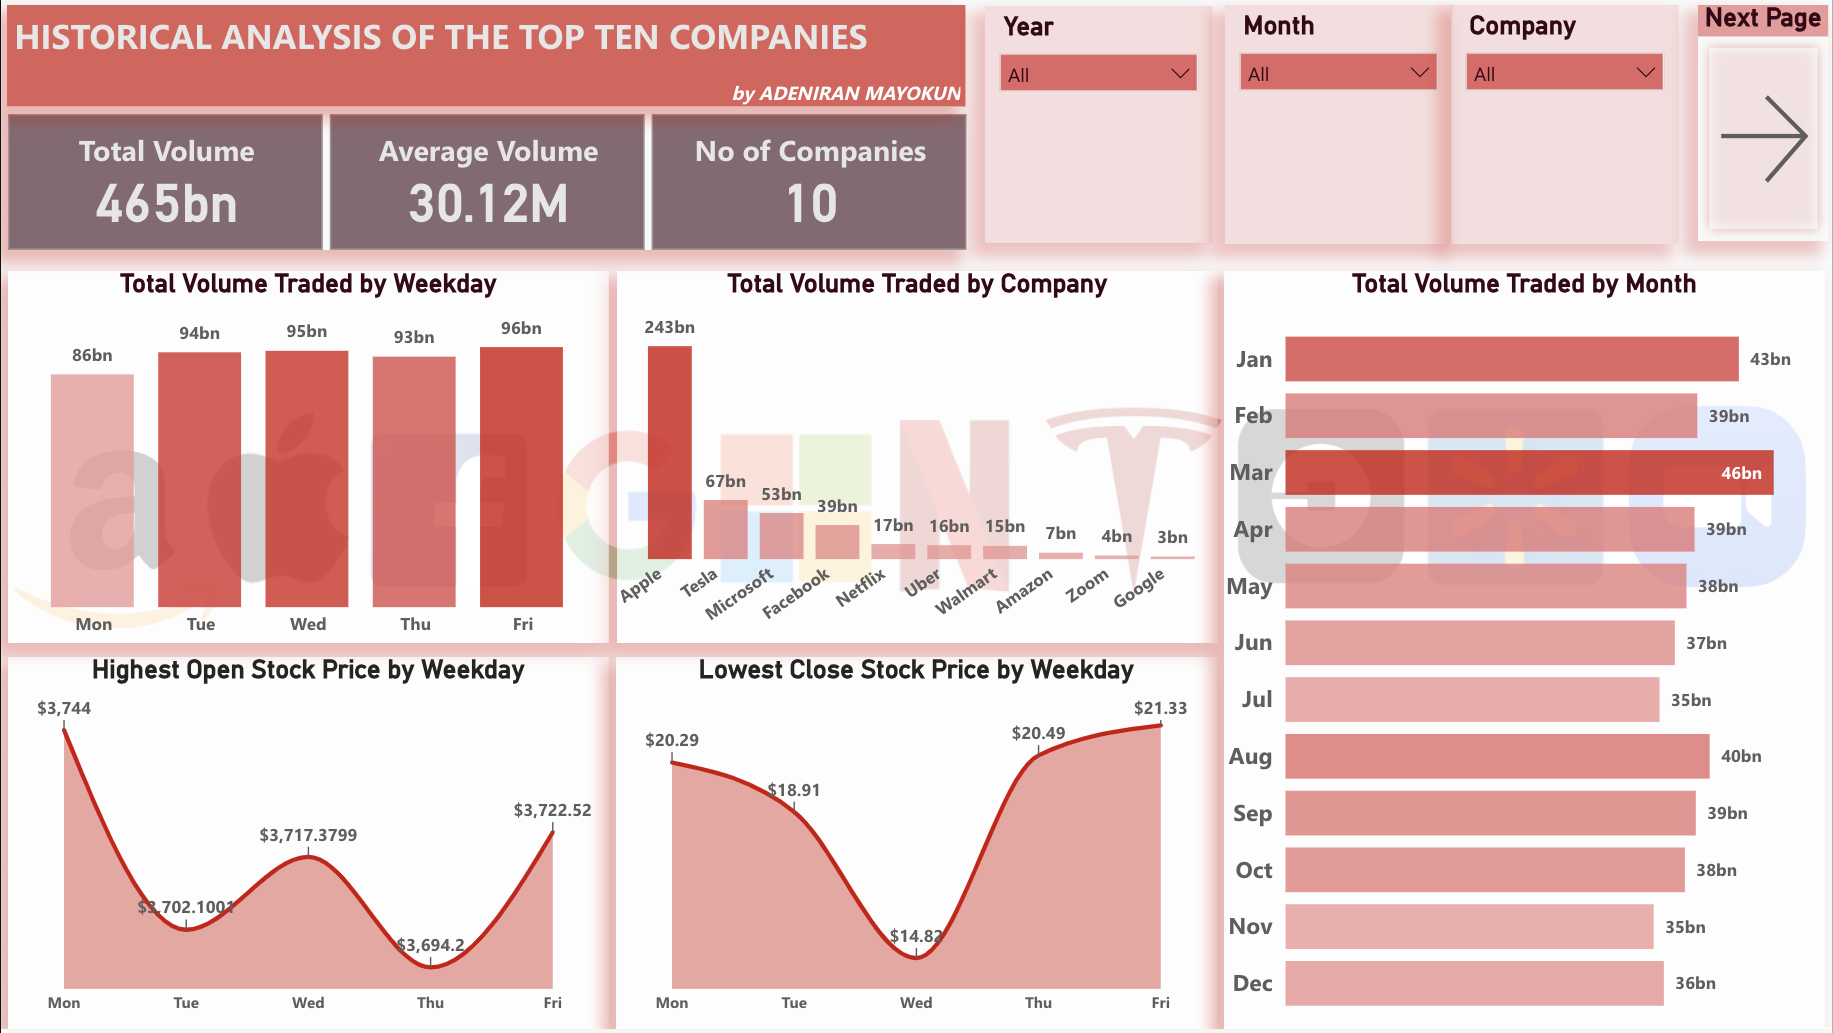 HISTORICAL ANALYSIS OF THE TOP TEN COMPANIES
by ADENIRAN MAYOKUN
Year
All
Month
All
Company
All
Next Page
Total Volume
465bn
Average Volume
30.12M
No of Companies
10
Total Volume Traded by Weekday
86bn
94bn
95bn
93bn
96bn
Mon
Tue
Wed
Thu
Fri
Total Volume Traded by Company
243bn
67bn
53bn
39bn
17bn
16bn
15bn
7bn
4bn
3bn
Apple
Tesla
Microsoft
Facebook
Netflix
Uber
Walmart
Amazon
Zoom
Google
Total Volume Traded by Month
Jan 43bn
Feb 39bn
Mar 46bn
Apr 39bn
May 38bn
Jun 37bn
Jul 35bn
Aug 40bn
Sep 39bn
Oct 38bn
Nov 35bn
Dec 36bn
Highest Open Stock Price by Weekday
$3,744
$3,702.1001
$3,717.3799
$3,694.2
$3,722.52
Mon
Tue
Wed
Thu
Fri
Lowest Close Stock Price by Weekday
$20.29
$18.91
$14.82
$20.49
$21.33
Mon
Tue
Wed
Thu
Fri